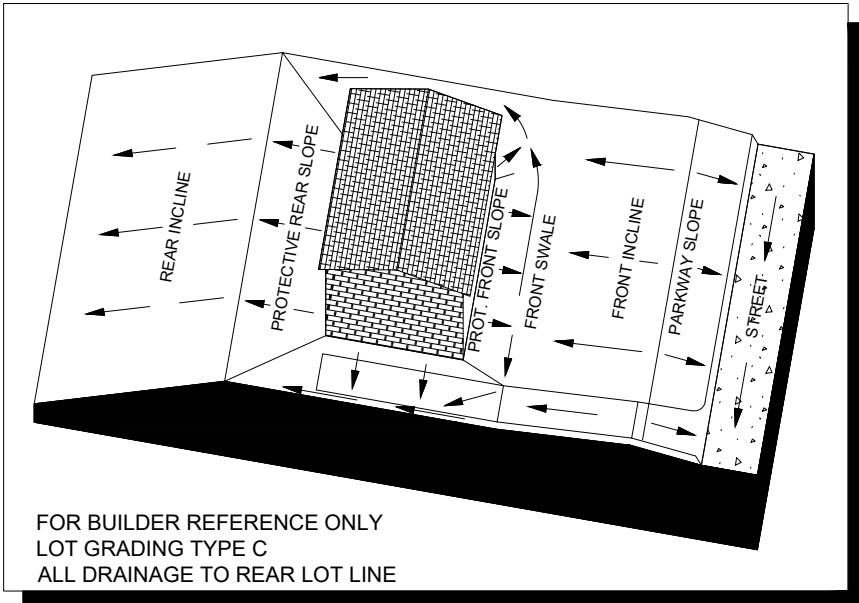 REAR INCLINE
PROTECTIVE REAR SLOPE
PROT. FRONT SLOPE
FRONT SWALE
FRONT INCLINE
PARKWAY SLOPE
STREET
FOR BUILDER REFERENCE ONLY
LOT GRADING TYPE C
ALL DRAINAGE TO REAR LOT LINE